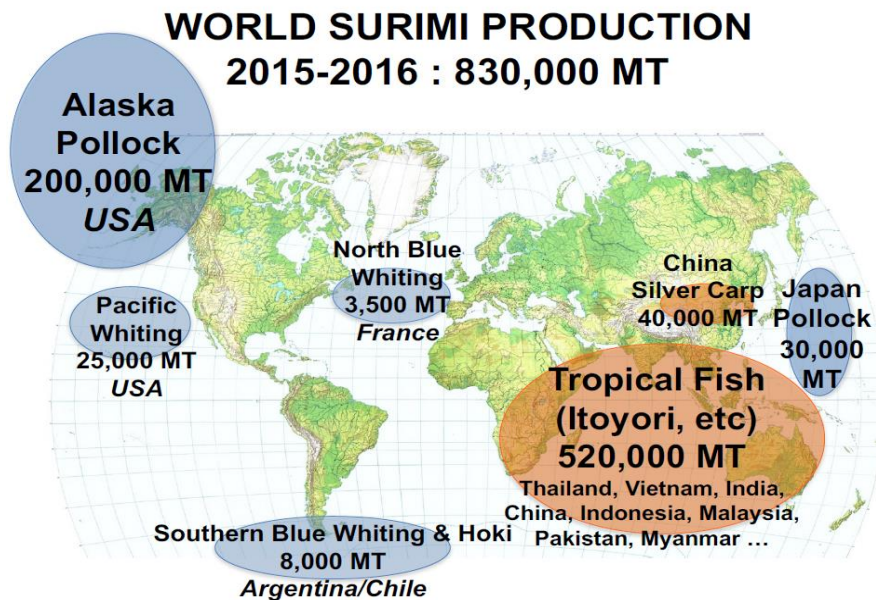 WORLD SURIMI PRODUCTION
2015-2016 : 830,000 MT
Alaska
Pollock
200,000 MT
USA
North Blue
Whiting
3,500 MT
France
China
Silver Carp
40,000 MT
Japan
Pollock
30,000
MT
Pacific
Whiting
25,000 MT
USA
Tropical Fish
(Itoyori, etc)
520,000 MT
Thailand, Vietnam, India,
China, Indonesia, Malaysia,
Pakistan, Myanmar ...
Southern Blue Whiting & Hoki
8,000 MT
Argentina/Chile